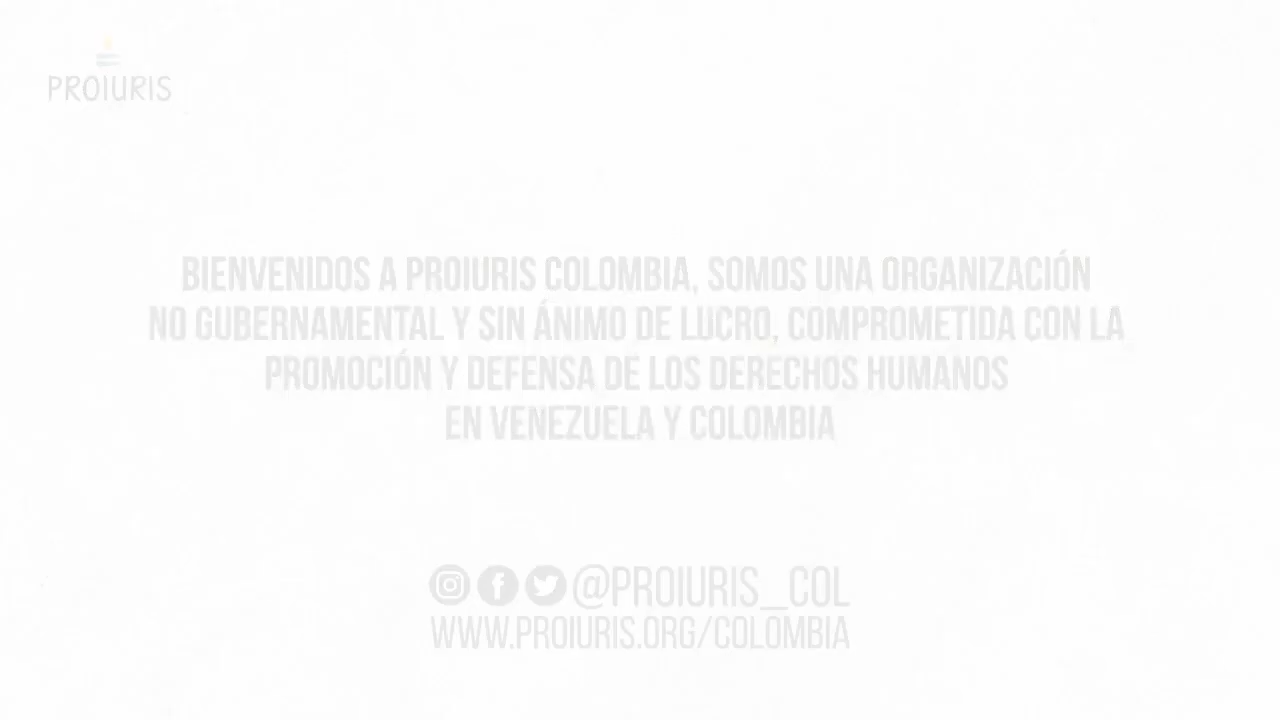 PROIURIS
BIENVENIDOS A PROIURIS COLOMBIA, SOMOS UNA ORGANIZACIÓN
NO GUBERNAMENTAL Y SIN ÁNIMO DE LUCRO, COMPROMETIDA CON LA
PROMOCIÓN Y DEFENSA DE LOS DERECHOS HUMANOS
EN VENEZUELA Y COLOMBIA
@PROIURIS_COL
WWW.PROIURIS.ORG/COLOMBIA